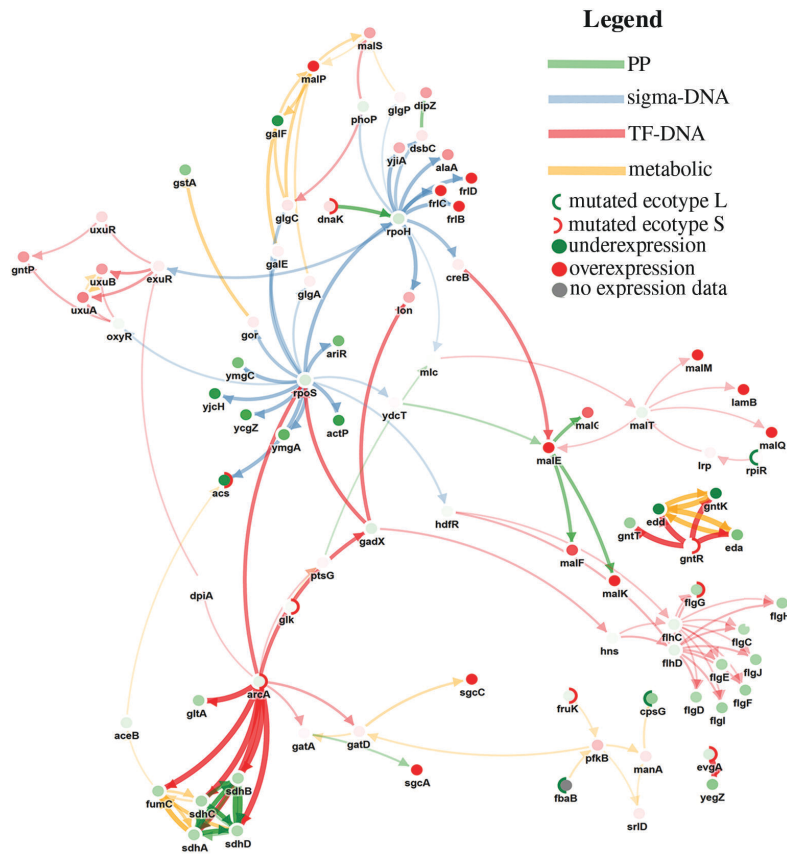 Legend
PP
sigma-DNA
TF-DNA
metabolic
mutated ecotype L
mutated ecotype S
underexpression
overexpression
no expression data
malS
malP
glgP
dipZ
phoP
galF
dsbC
yjiA
alaA
gstA
frlD
frlC
frlB
glgC
dnaK
rpoH
uxuR
gntP
exuR
galE
creB
uxuB
glgA
uxuA
lon
oxyR
gor
ariR
mlc
ymgC
malM
rpoS
yjcH
lamB
ydcT
malT
ycgZ
actP
malQ
ymgA
malE
lrp
rpiR
acs
gntK
edd
hdfR
gntT
eda
gadX
gntR
malF
ptsG
malK
dpiA
glk
flgG
flgH
flhC
flgC
hns
flhD
flgJ
flgE
arcA
flgF
flgD
flgI
gltA
sgcC
fruK
cpsG
aceB
gatA
gatD
pfkB
manA
evgA
sgcA
sdhB
fbaB
yegZ
fumC
sdhC
srlD
sdhA
sdhD